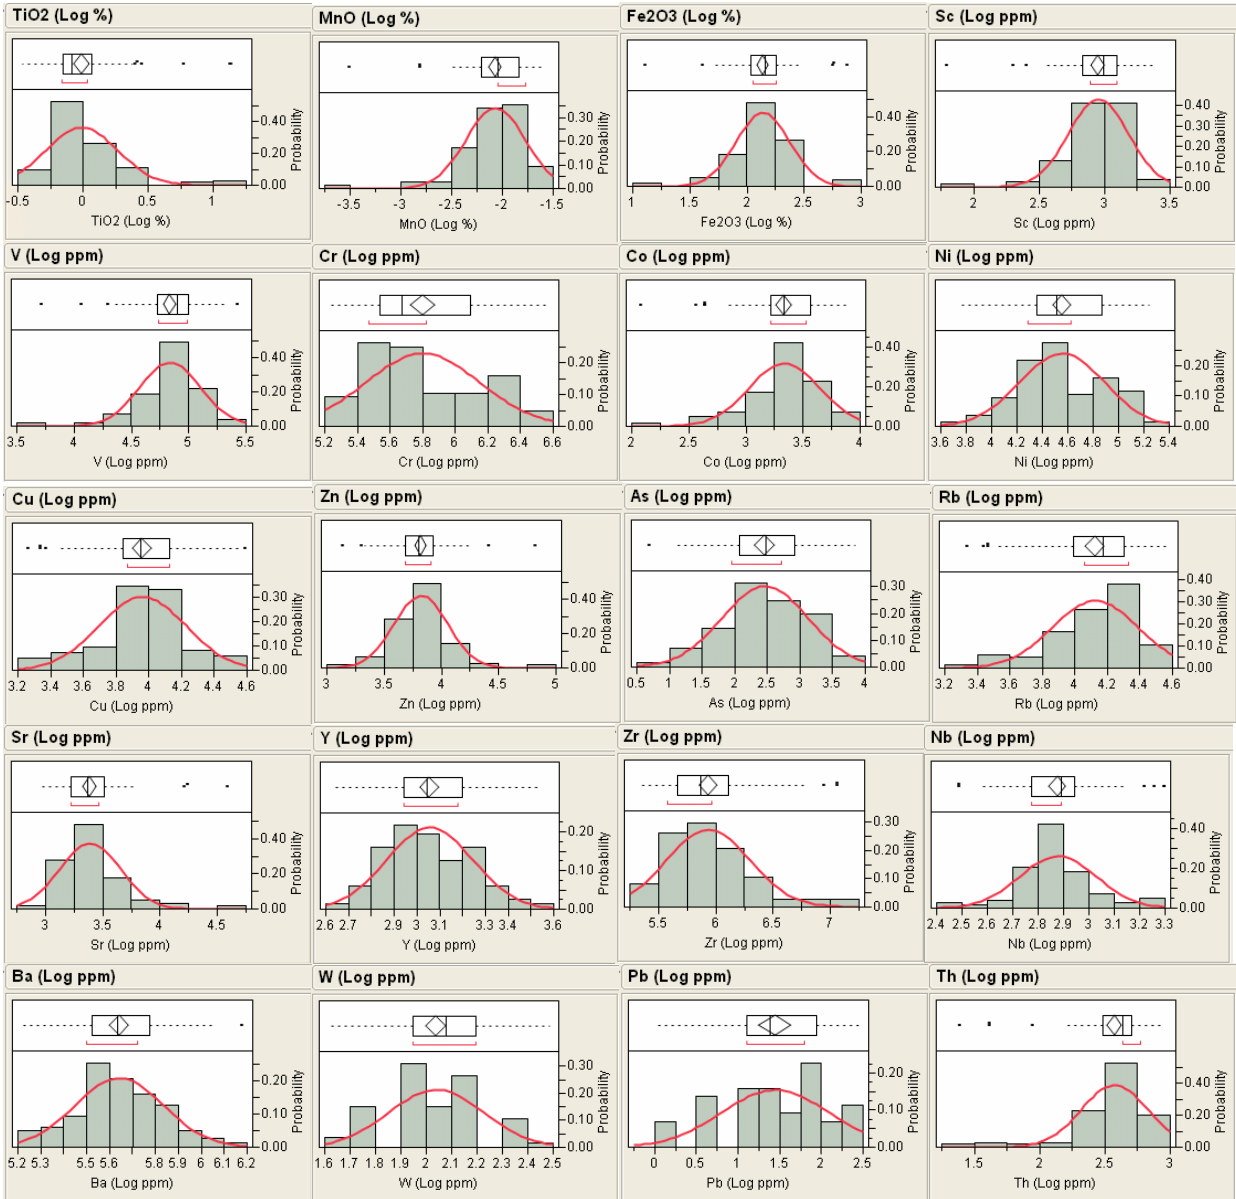 TiO2 (Log %)
MnO (Log %)
Fe2O3 (Log %)
Sc (Log ppm)
0.40
0.20
0.00
Probability
-0.5 0 0.5 1
TiO2 (Log %)
0.30
0.20
0.10
0.00
Probability
-3.5 -3 -2.5 -2 -1.5
MnO (Log %)
0.40
0.20
0.00
Probability
1 1.5 2 2.5 3
Fe2O3 (Log %)
0.40
0.30
0.20
0.10
0.00
Probability
2 2.5 3 3.5
Sc (Log ppm)
V (Log ppm)
Cr (Log ppm)
Co (Log ppm)
Ni (Log ppm)
0.40
0.20
0.00
Probability
3.5 4 4.5 5 5.5
V (Log ppm)
0.20
0.10
0.00
Probability
5.2 5.4 5.6 5.8 6 6.2 6.4 6.6
Cr (Log ppm)
0.40
0.20
0.00
Probability
2 2.5 3 3.5 4
Co (Log ppm)
0.20
0.10
0.00
Probability
3.6 3.8 4 4.2 4.4 4.6 4.8 5 5.2 5.4
Ni (Log ppm)
Cu (Log ppm)
Zn (Log ppm)
As (Log ppm)
Rb (Log ppm)
0.30
0.20
0.10
0.00
Probability
3.2 3.4 3.6 3.8 4 4.2 4.4 4.6
Cu (Log ppm)
0.40
0.20
0.00
Probability
3 3.5 4 4.5 5
Zn (Log ppm)
0.30
0.20
0.10
0.00
Probability
0.5 1 1.5 2 2.5 3 3.5 4
As (Log ppm)
0.40
0.30
0.20
0.10
0.00
Probability
3.2 3.4 3.6 3.8 4 4.2 4.4 4.6
Rb (Log ppm)
Sr (Log ppm)
Y (Log ppm)
Zr (Log ppm)
Nb (Log ppm)
0.40
0.20
0.00
Probability
3 3.5 4 4.5
Sr (Log ppm)
0.20
0.10
0.00
Probability
2.6 2.7 2.8 2.9 3 3.1 3.2 3.3 3.4 3.6
Y (Log ppm)
0.30
0.20
0.10
0.00
Probability
5.5 6 6.5 7
Zr (Log ppm)
0.40
0.20
0.00
Probability
2.4 2.5 2.6 2.7 2.8 2.9 3 3.1 3.2 3.3
Nb (Log ppm)
Ba (Log ppm)
W (Log ppm)
Pb (Log ppm)
Th (Log ppm)
0.20
0.10
0.00
Probability
5.2 5.3 5.5 5.6 5.8 5.9 6 6.1 6.2
Ba (Log ppm)
0.30
0.20
0.10
0.00
Probability
1.6 1.7 1.8 1.9 2 2.1 2.2 2.3 2.4 2.5
W (Log ppm)
0.20
0.10
0.00
Probability
0 0.5 1 1.5 2 2.5
Pb (Log ppm)
0.40
0.20
0.00
Probability
1.5 2 2.5 3
Th (Log ppm)